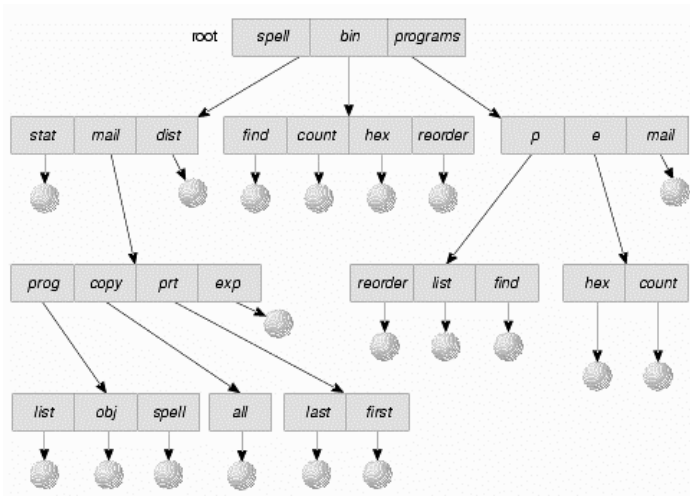 root spell bin programs
stat mail dist find count hex reorder p e mail
prog copy prt exp reorder list find hex count
list obj spell all last first